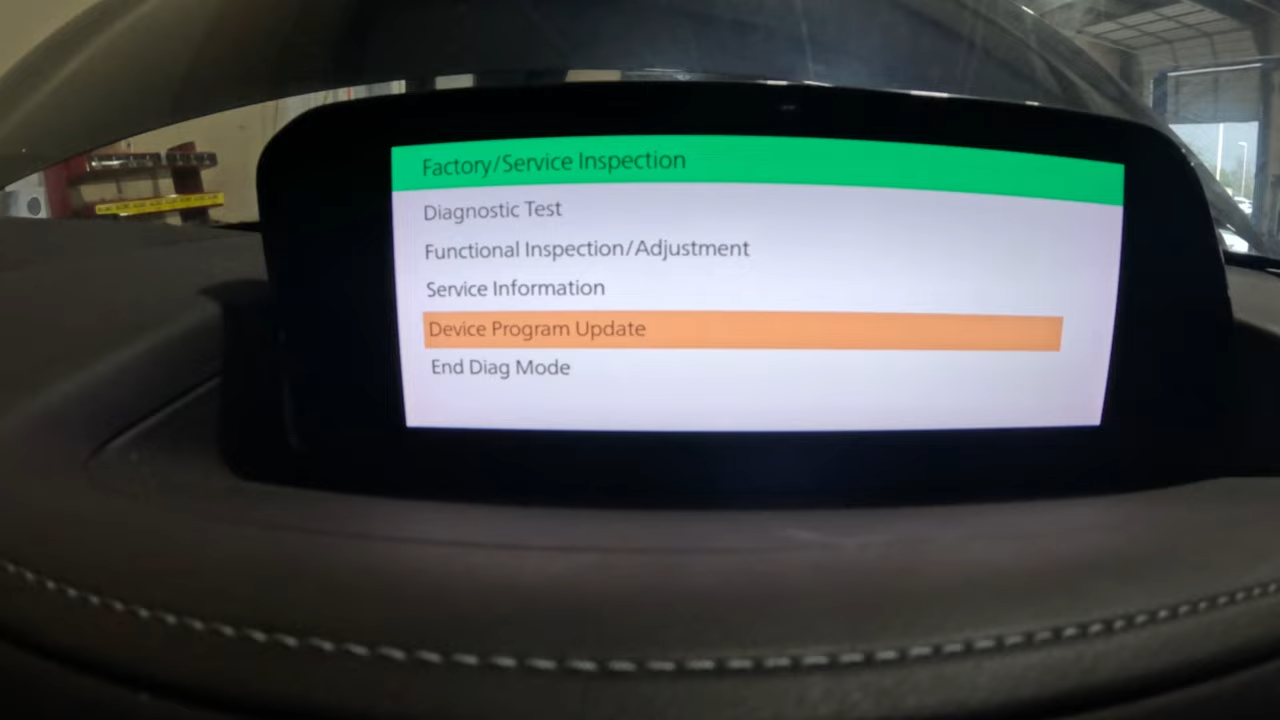 Factory/Service Inspection
Diagnostic Test
Functional Inspection/Adjustment
Service Information
Device Program Update
End Diag Mode